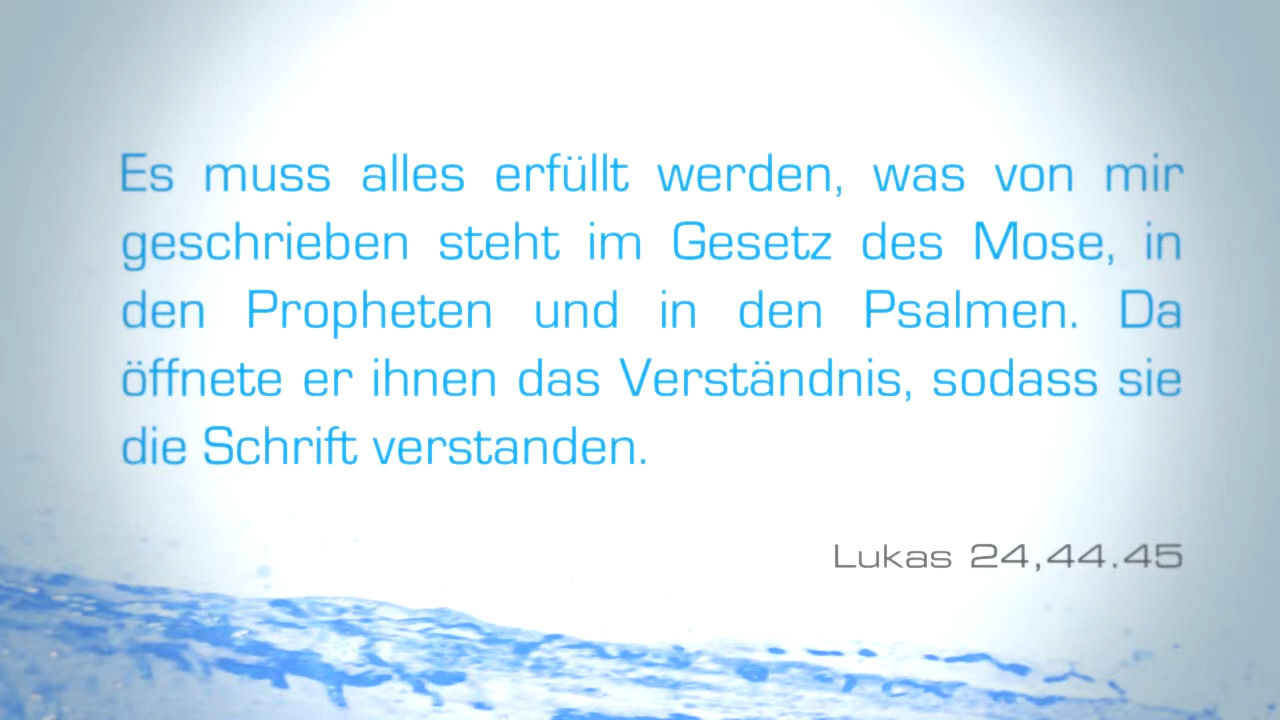 Es muss alles erfüllt werden, was von mir
geschrieben steht im Gesetz des Mose, in
den Propheten und in den Psalmen. Da
öffnete er ihnen das Verständnis, sodass sie
die Schrift verstanden.
Lukas 24,44.45